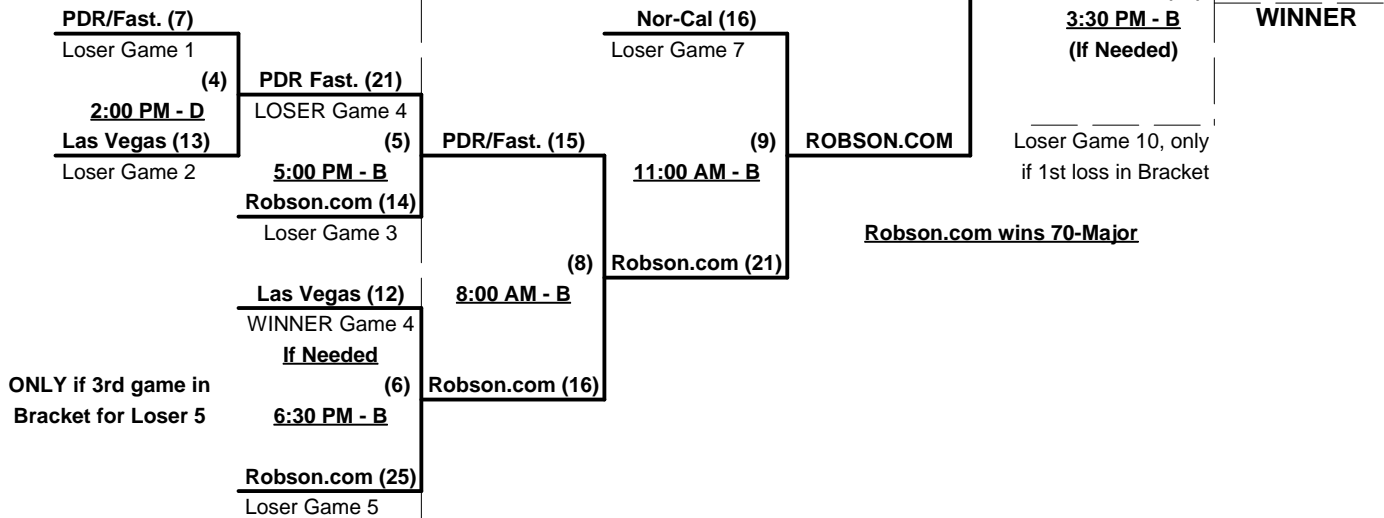 PDR/Fast. (7)
Loser Game 1
(4)
2:00 PM - D
Las Vegas (13)
Loser Game 2
PDR Fast. (21)
LOSER Game 4
(5)
5:00 PM - B
Robson.com (14)
Loser Game 3
Las Vegas (12)
WINNER Game 4
If Needed
(6)
6:30 PM - B
Robson.com (25)
Loser Game 5
ONLY if 3rd game in
Bracket for Loser 5
PDR/Fast. (15)
(8)
8:00 AM - B
Robson.com (16)
Nor-Cal (16)
Loser Game 7
(9)
11:00 AM - B
Robson.com (21)
ROBSON.COM
3:30 PM - B
(If Needed)
WINNER
Loser Game 10, only
if 1st loss in Bracket
Robson.com wins 70-Major